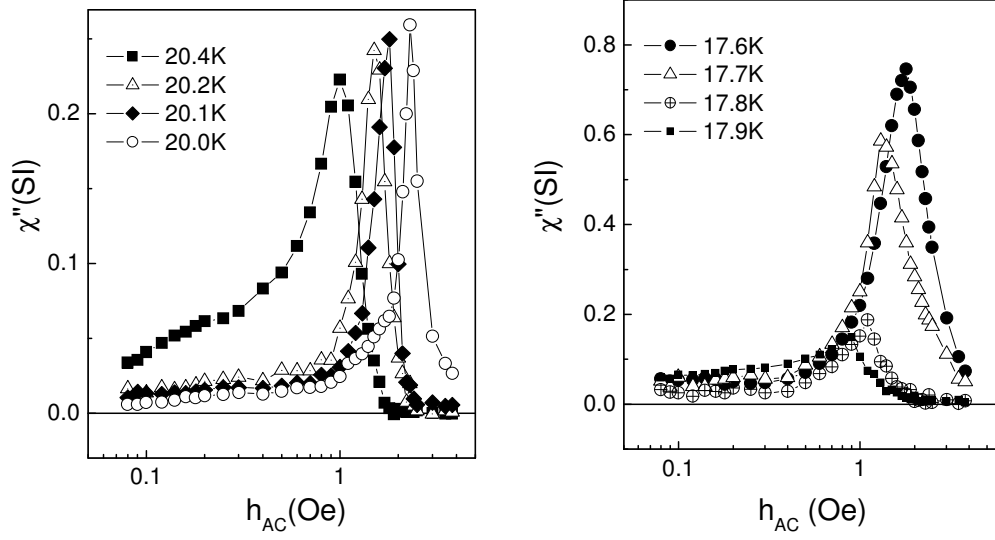 20.4K
20.2K
20.1K
20.0K
0.2
0.1
0.0
χ"(SI)
0.1
1
h_AC(Oe)
17.6K
17.7K
17.8K
17.9K
0.8
0.6
0.4
0.2
0.0
χ"(SI)
0.1
1
h_AC(Oe)